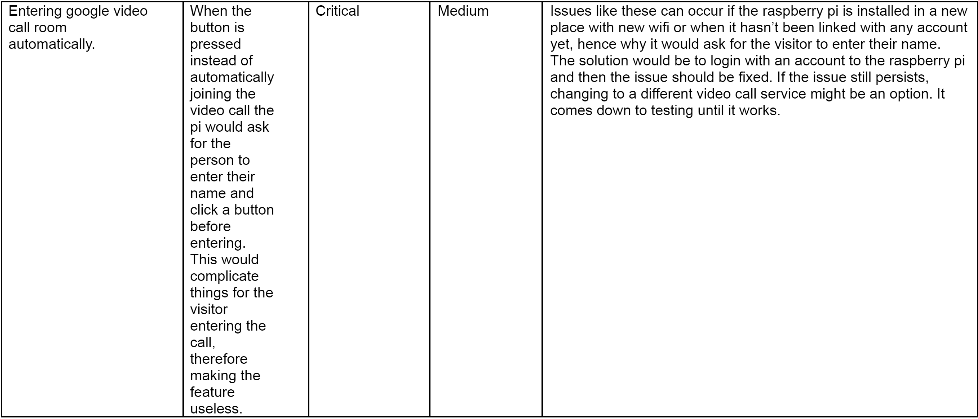 Entering google video
call room
automatically.
When the
button is
pressed
instead of
automatically
joining the
video call the
pi would ask
for the
person to
enter their
name and
click a button
before
entering.
This would
complicate
things for the
visitor
entering the
call,
therefore
making the
feature
useless.
Critical
Medium
Issues like these can occur if the raspberry pi is installed in a new
place with new wifi or when it hasn't been linked with any account
yet, hence why it would ask for the visitor to enter their name.
The solution would be to login with an account to the raspberry pi
and then the issue should be fixed. If the issue still persists,
changing to a different video call service might be an option. It
comes down to testing until it works.